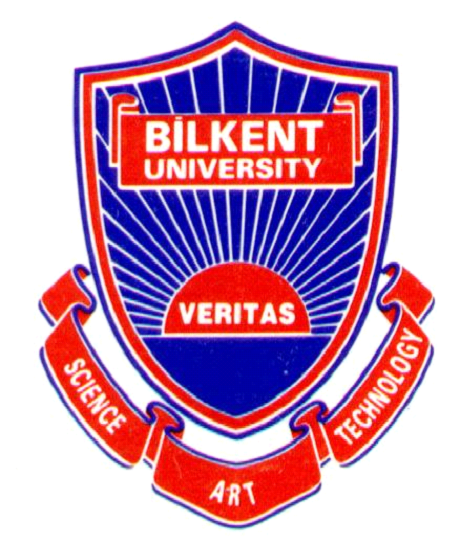 BİLKENT
UNIVERSITY
VERITAS
SCIENCE
ART
TECHNOLOGY